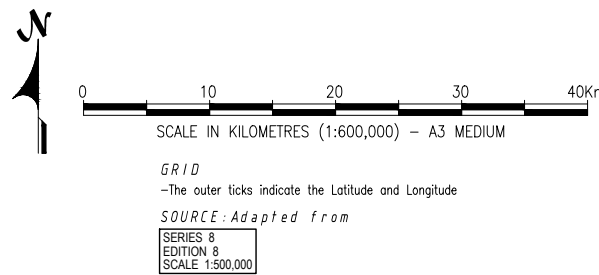 N
0 10 20 30 40Km
SCALE IN KILOMETRES (1:600,000) – A3 MEDIUM
GRID
–The outer ticks indicate the Latitude and Longitude
SOURCE: Adapted from
SERIES 8
EDITION 8
SCALE 1:500,000